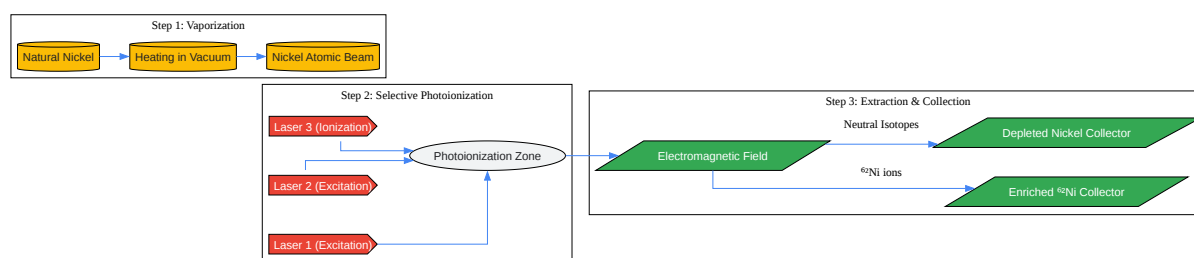 Step 1: Vaporization
Natural Nickel
Heating in Vacuum
Nickel Atomic Beam
Step 2: Selective Photoionization
Laser 3 (Ionization)
Photoionization Zone
Laser 2 (Excitation)
Laser 1 (Excitation)
Step 3: Extraction & Collection
Neutral Isotopes
Depleted Nickel Collector
Electromagnetic Field
⁶²Ni ions
Enriched ⁶²Ni Collector